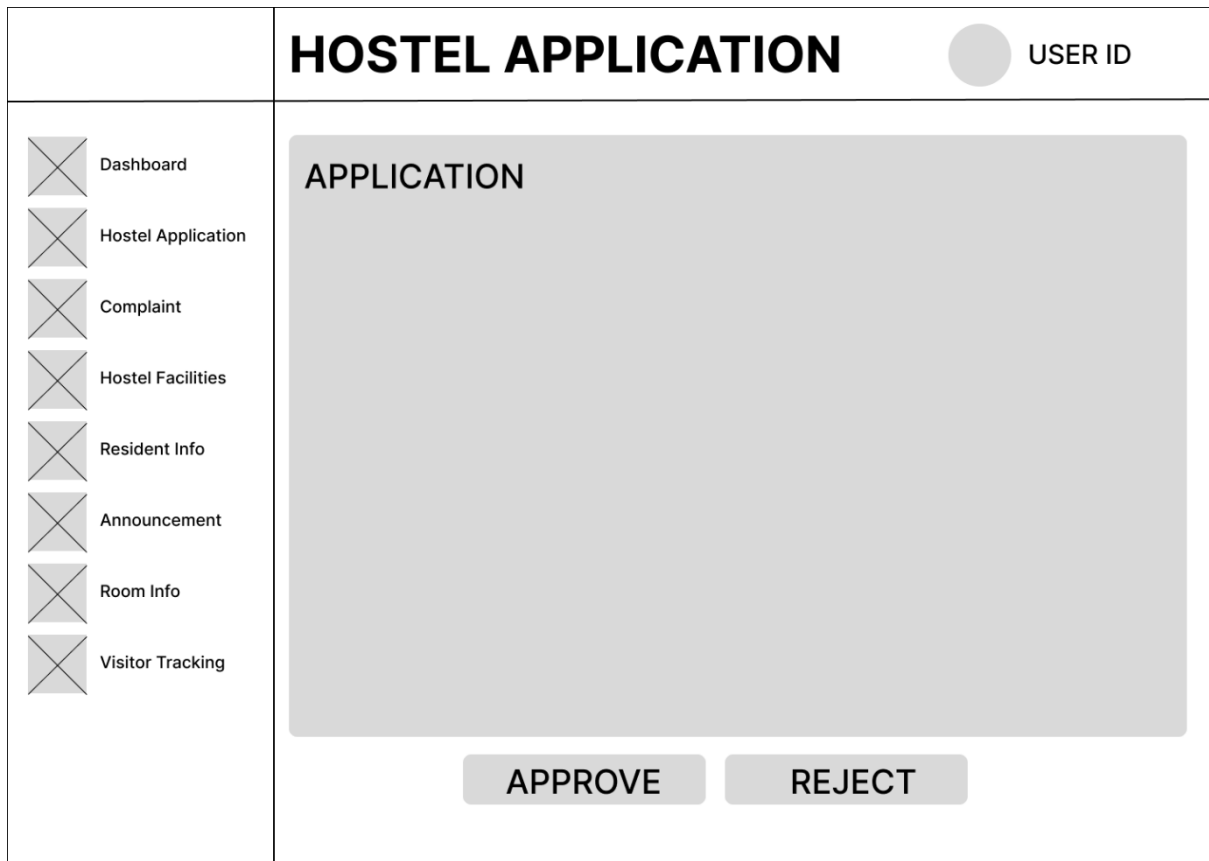 HOSTEL APPLICATION
USER ID
Dashboard
Hostel Application
Complaint
Hostel Facilities
Resident Info
Announcement
Room Info
Visitor Tracking
APPLICATION
APPROVE
REJECT